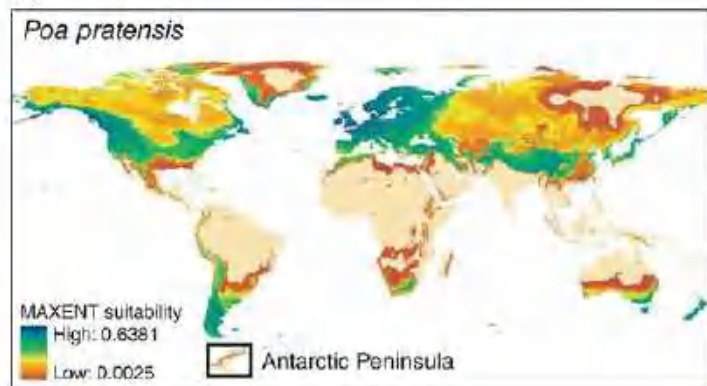 Poa pratensis
MAXENT suitability
High: 0.6381
Low: 0.0025
Antarctic Peninsula